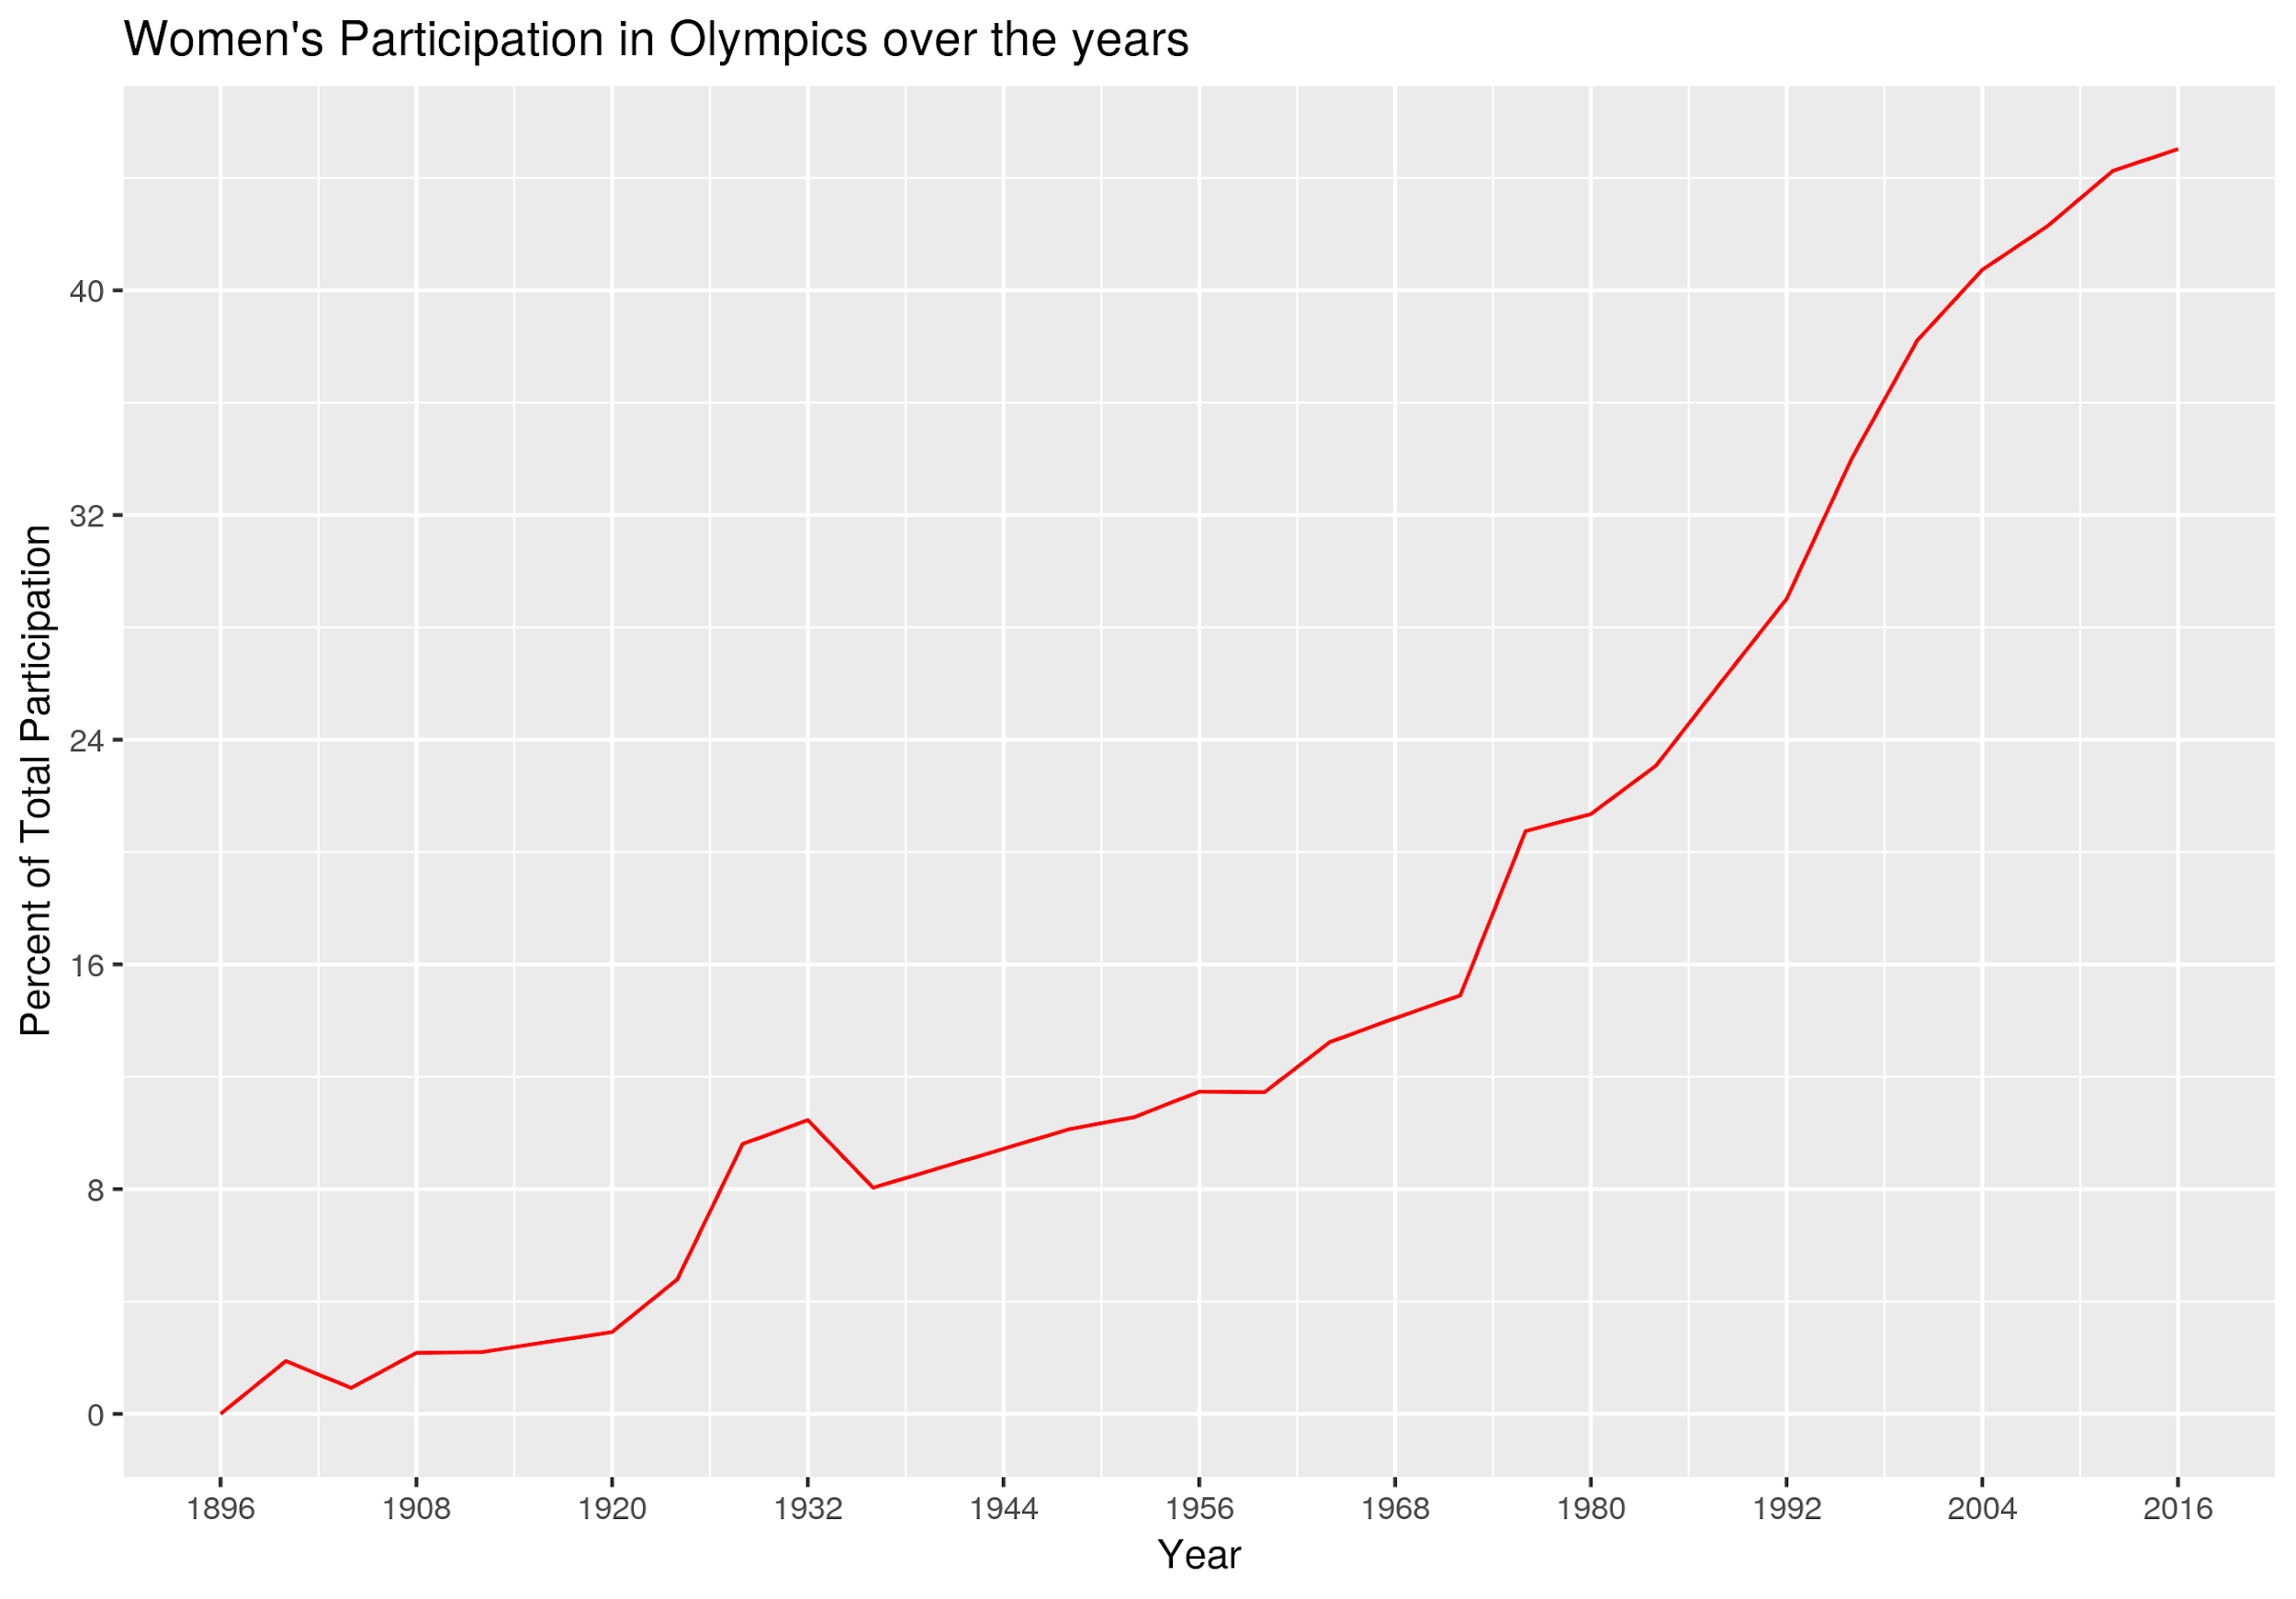 Women's Participation in Olympics over the years
Percent of Total Participation
40
32
24
16
8
0
1896 1908 1920 1932 1944 1956 1968 1980 1992 2004 2016
Year